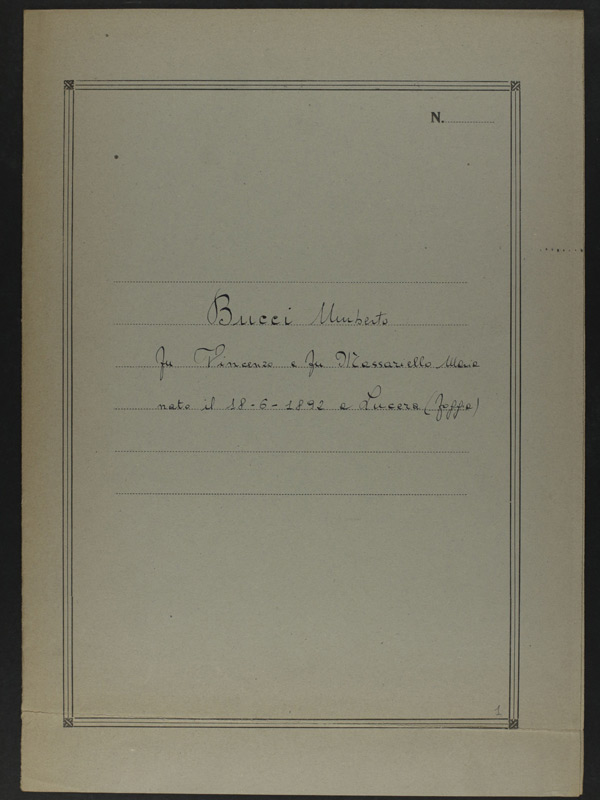 N.
Bucci Umberto
fu Vincenzo e fu Massariello Maria
nato il 18-6-1892 a Lucera (Foggia)
1